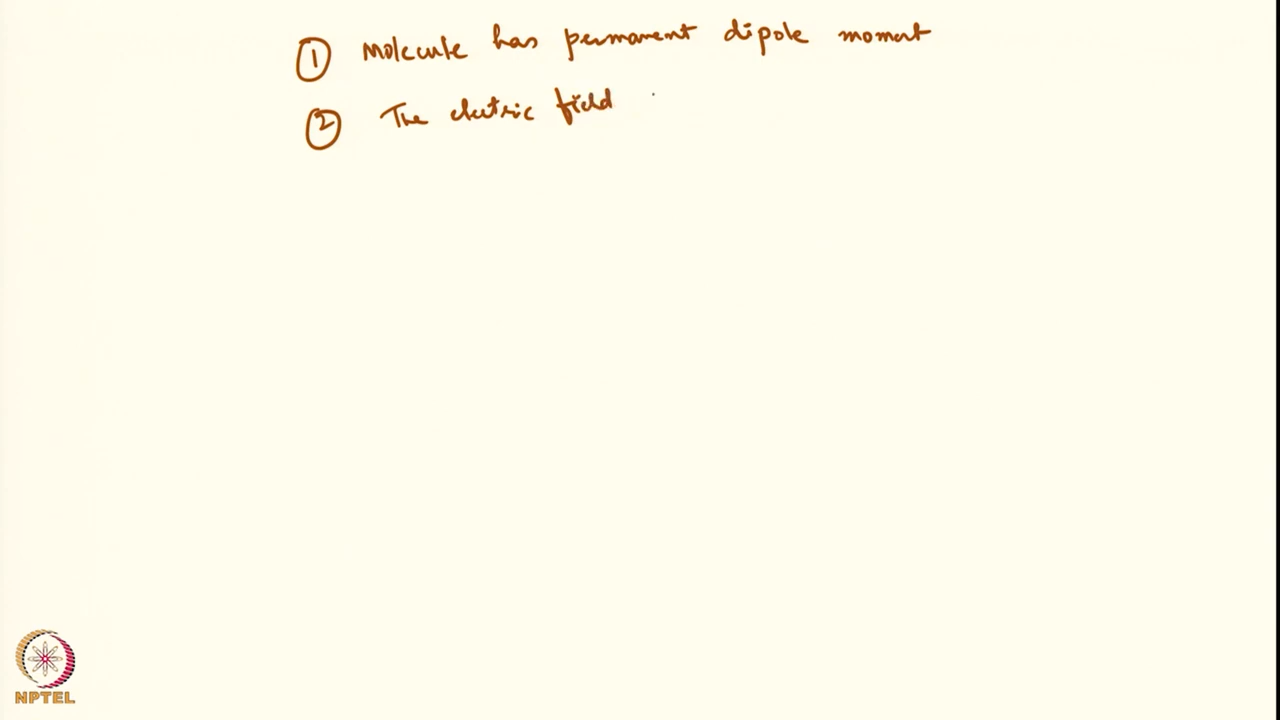 ① Molecule has permanent dipole moment
② The electric field
NPTEL